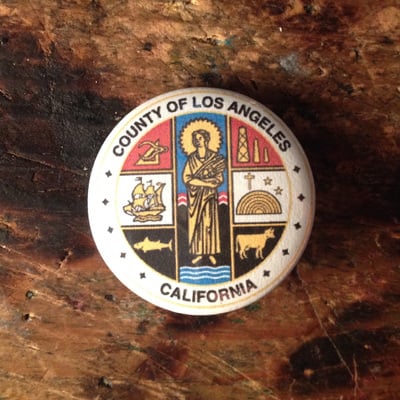 COUNTY OF LOS ANGELES
CALIFORNIA